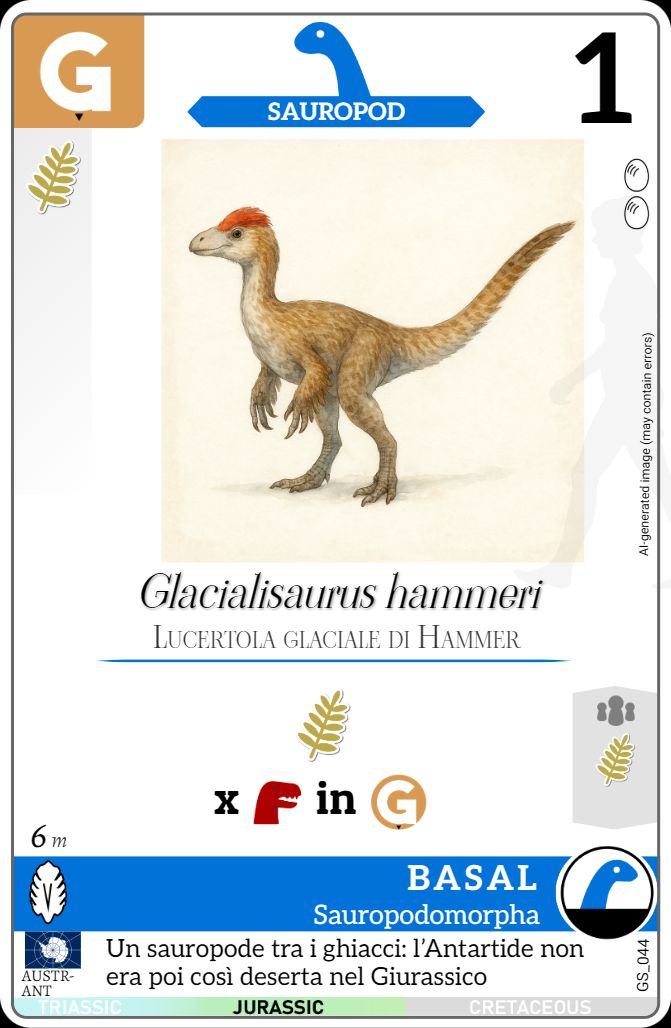 G
SAUROPOD
1
AI-generated image (may contain errors)
Glacialisaurus hammeri
Lucertola glaciale di Hammer
x in G
6 m
BASAL
Sauropodomorpha
AUSTR-
ANT
Un sauropode tra i ghiacci: l'Antartide non
era poi così deserta nel Giurassico
GS_044
TRIASSIC JURASSIC CRETACEOUS